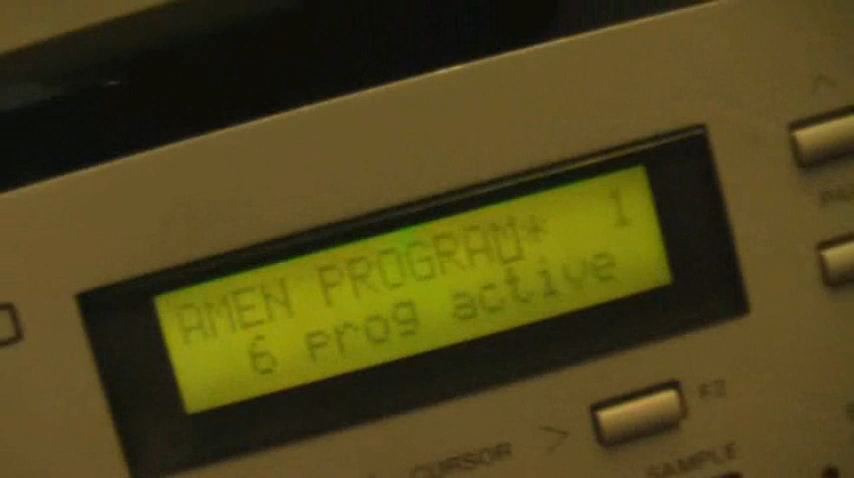 AMEN PROGRAM* 1
6 prog active
CURSOR >
F2
SAMPLE